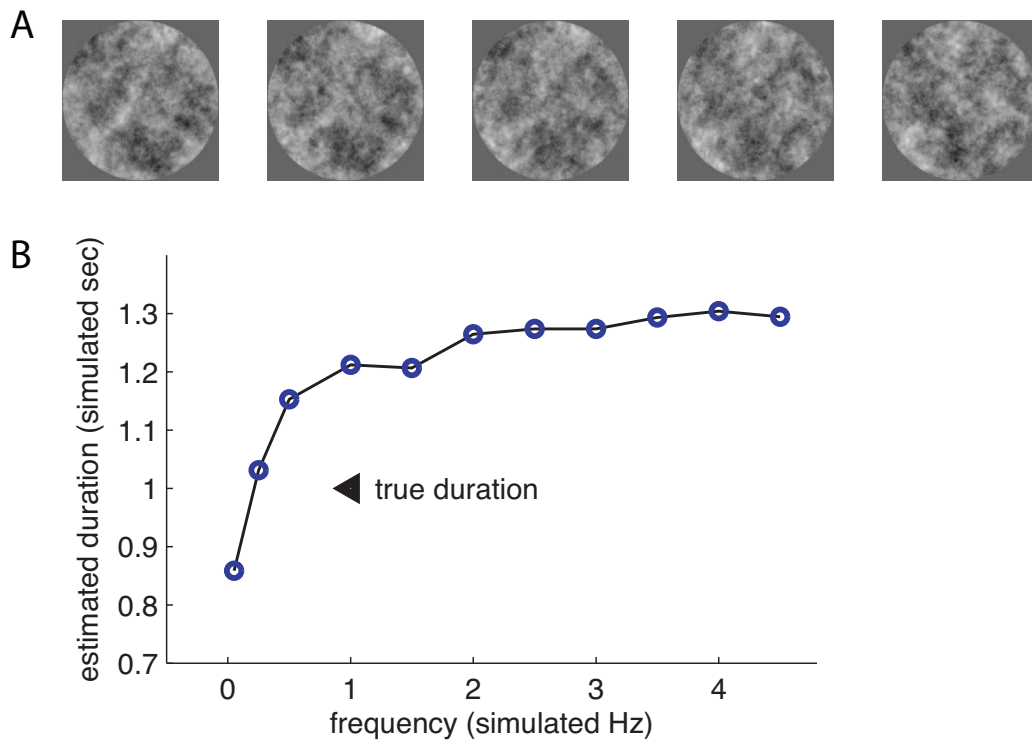 A
B
estimated duration (simulated sec)
1.3
1.2
1.1
1
0.9
0.8
0.7
true duration
0 1 2 3 4
frequency (simulated Hz)